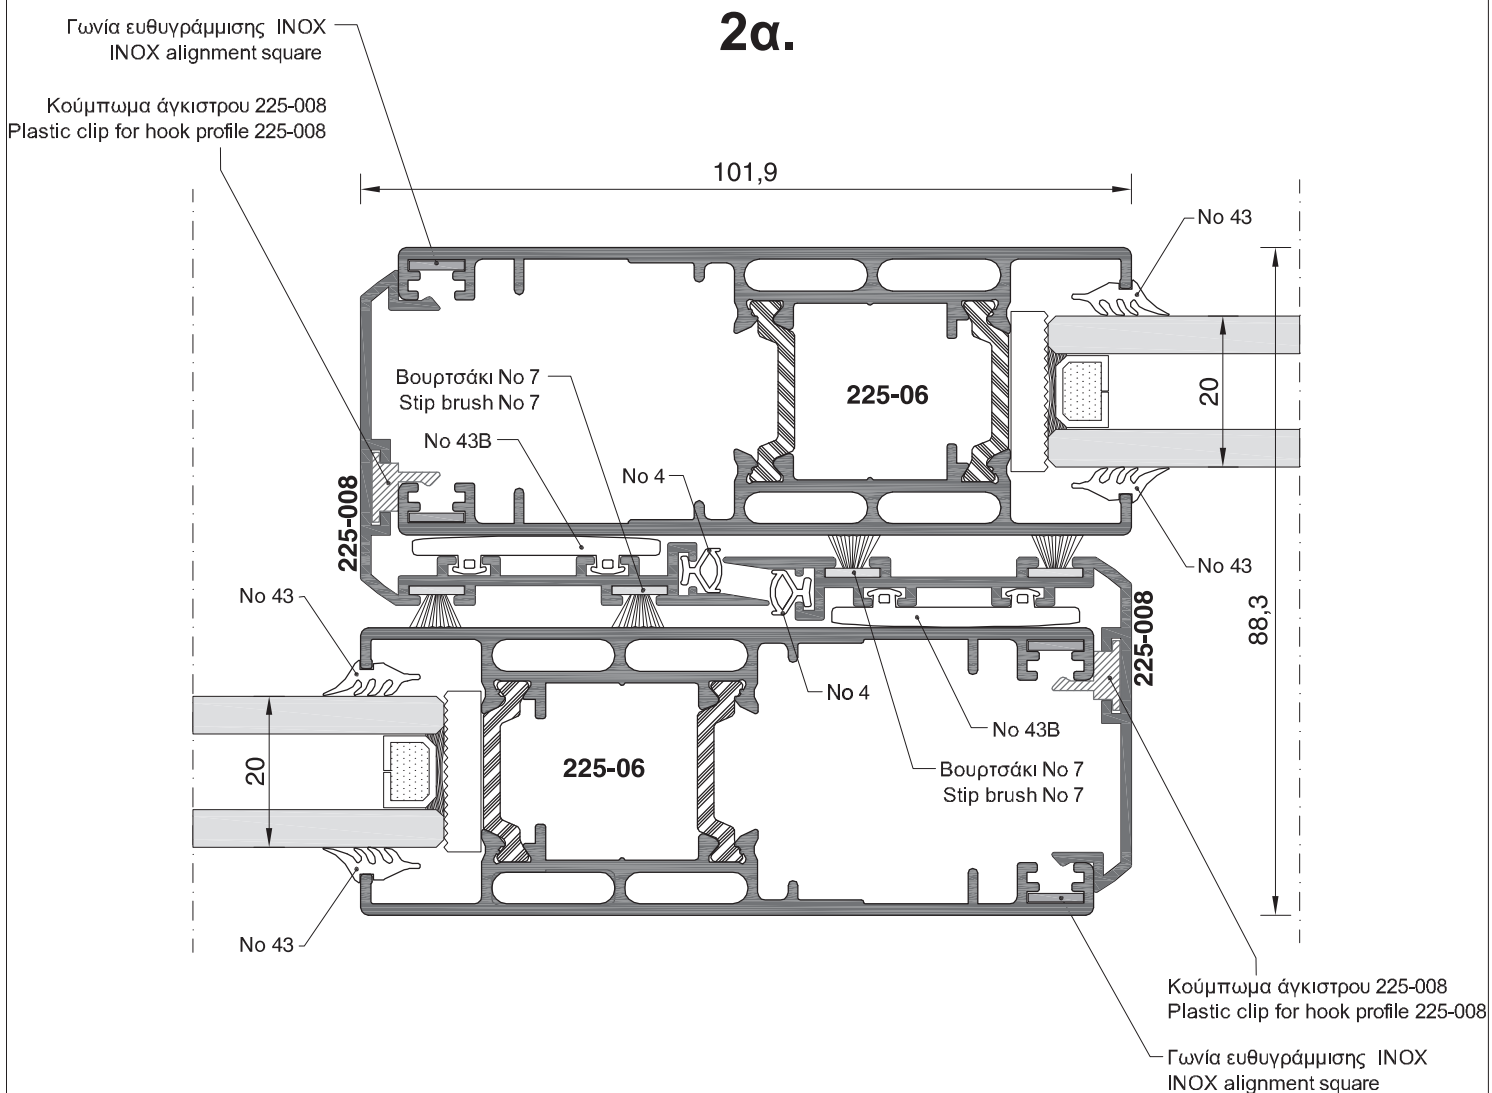 2α.
Γωνία ευθυγράμμισης INOX
INOX alignment square
Κούμπωμα άγκιστρου 225-008
Plastic clip for hook profile 225-008
101,9
No 43
Βουρτσάκι No 7
Stip brush No 7
225-06
20
No 43B
No 4
225-008
No 43
No 43
88,3
225-008
No 4
No 43B
225-06
20
Βουρτσάκι No 7
Stip brush No 7
No 43
Κούμπωμα άγκιστρου 225-008
Plastic clip for hook profile 225-008
Γωνία ευθυγράμμισης INOX
INOX alignment square